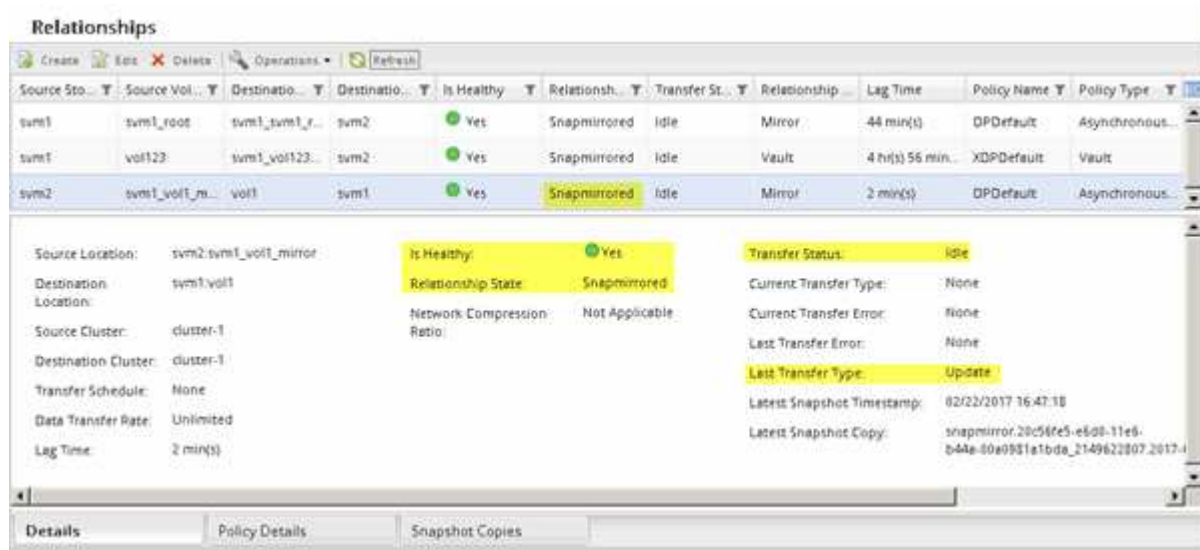 Relationships
Create Edit Delete Operations Refresh
Source Sto... Source Vol... Destinatio... Destinatio... Is Healthy Relationsh... Transfer St... Relationship ... Lag Time Policy Name Policy Type
svm1 svm1_root svm1_svm1_r... svm2 Yes Snapmirrored Idle Mirror 44 min(s) DPDefault Asynchronous...
svm1 vol123 svm1_vol123... svm2 Yes Snapmirrored Idle Vault 4 hr(s) 56 min... XDPDefault Vault
svm2 svm1_vol1_m... vol1 svm1 Yes Snapmirrored Idle Mirror 2 min(s) DPDefault Asynchronous...
Source Location: svm2:svm1_vol1_mirror
Destination Location: svm1:vol1
Source Cluster: cluster-1
Destination Cluster: cluster-1
Transfer Schedule: None
Data Transfer Rate: Unlimited
Lag Time: 2 min(s)
Is Healthy: Yes
Relationship State: Snapmirrored
Network Compression Ratio: Not Applicable
Transfer Status: Idle
Current Transfer Type: None
Current Transfer Error: None
Last Transfer Error: None
Last Transfer Type: Update
Latest Snapshot Timestamp: 02/22/2017 16:47:18
Latest Snapshot Copy: snapmirror.20c56fe5-e6d0-11e6-
b44a-00a0981a1bda_2149622807.2017-
Details Policy Details Snapshot Copies